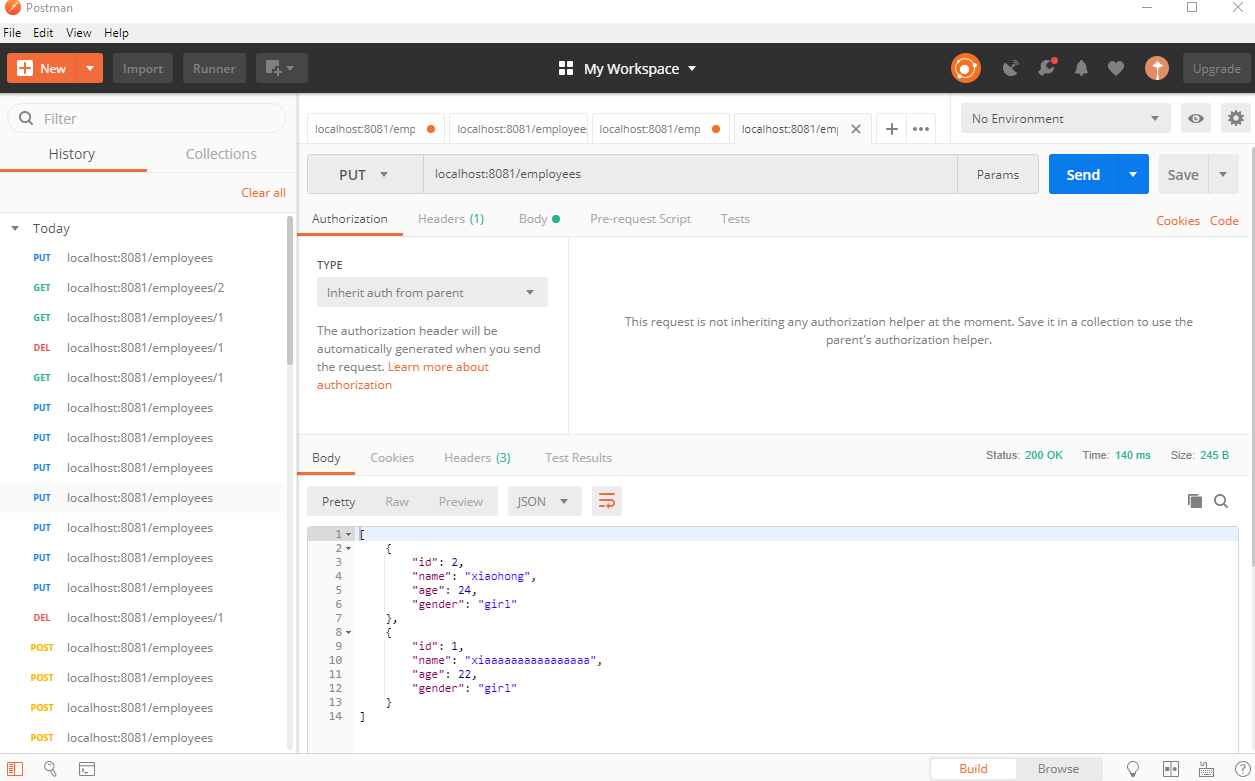 Postman
File Edit View Help
New Import Runner My Workspace Upgrade
Filter
History Collections
Clear all
Today
PUT localhost:8081/employees
GET localhost:8081/employees/2
GET localhost:8081/employees/1
DEL localhost:8081/employees/1
GET localhost:8081/employees/1
PUT localhost:8081/employees
PUT localhost:8081/employees
PUT localhost:8081/employees
PUT localhost:8081/employees
PUT localhost:8081/employees
PUT localhost:8081/employees
PUT localhost:8081/employees
DEL localhost:8081/employees/1
POST localhost:8081/employees
POST localhost:8081/employees
POST localhost:8081/employees
POST localhost:8081/employees
localhost:8081/emp localhost:8081/employee localhost:8081/emp localhost:8081/em No Environment
PUT localhost:8081/employees Params Send Save
Authorization Headers (1) Body Pre-request Script Tests Cookies Code
TYPE
Inherit auth from parent
The authorization header will be
automatically generated when you send
the request. Learn more about
authorization
This request is not inheriting any authorization helper at the moment. Save it in a collection to use the
parent's authorization helper.
Body Cookies Headers (3) Test Results Status: 200 OK Time: 140 ms Size: 245 B
Pretty Raw Preview JSON
1 [
2 {
3 "id": 2,
4 "name": "xiaohong",
5 "age": 24,
6 "gender": "girl"
7 },
8 {
9 "id": 1,
10 "name": "xiaaaaaaaaaaaaaaaa",
11 "age": 22,
12 "gender": "girl"
13 }
14 ]
Build Browse